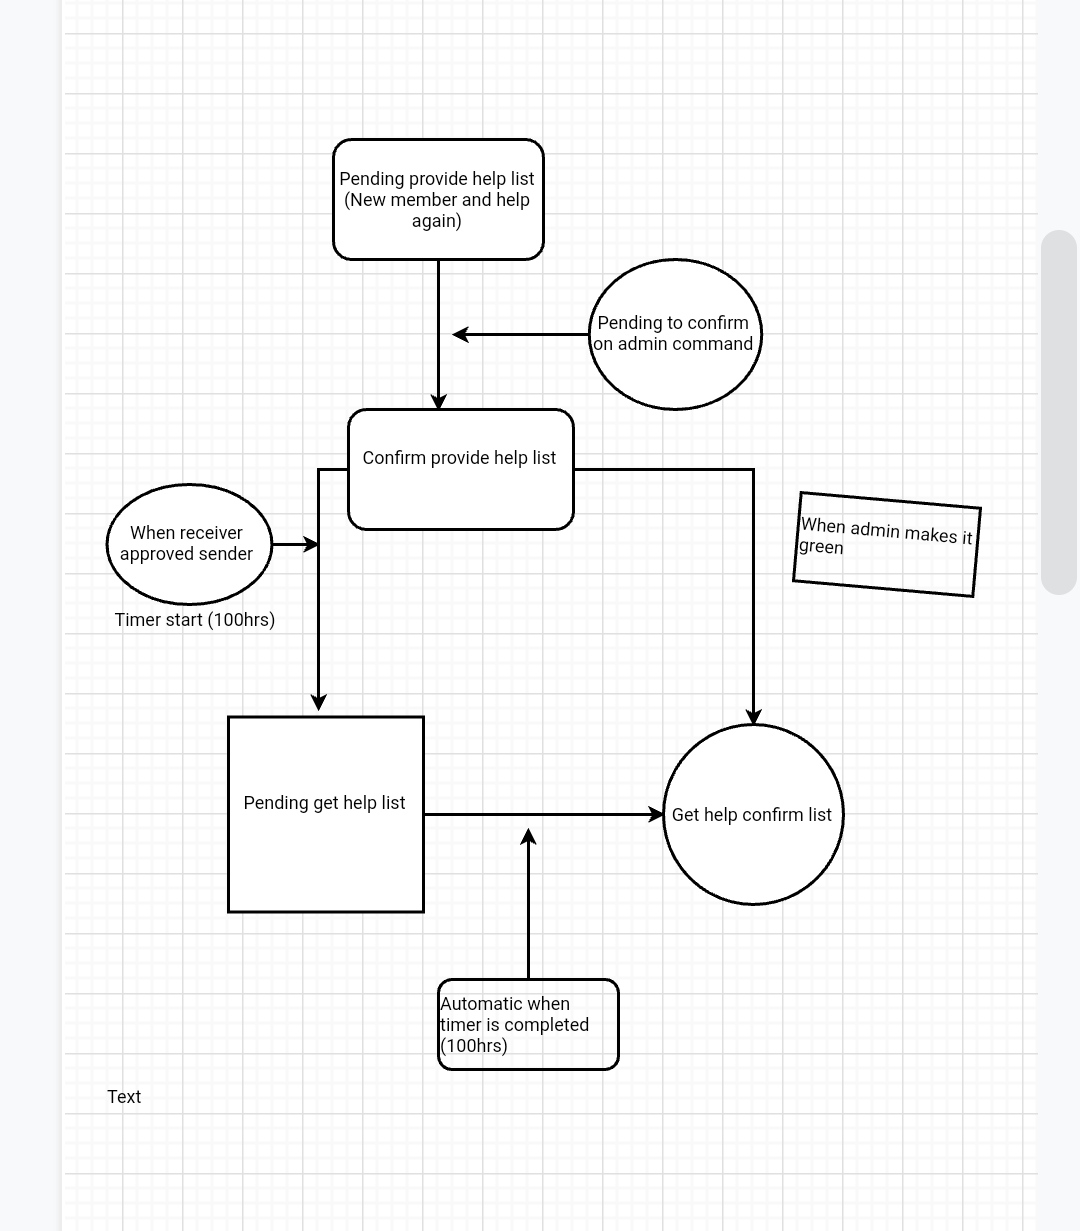 Pending provide help list
(New member and help
again)
Pending to confirm
on admin command
Confirm provide help list
When receiver
approved sender
Timer start (100hrs)
When admin makes it
green
Pending get help list
Get help confirm list
Automatic when
timer is completed
(100hrs)
Text